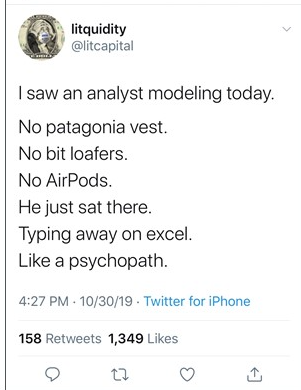 litquidity
@litcapital
I saw an analyst modeling today.
No patagonia vest.
No bit loafers.
No AirPods.
He just sat there.
Typing away on excel.
Like a psychopath.
4:27 PM · 10/30/19 · Twitter for iPhone
158 Retweets 1,349 Likes